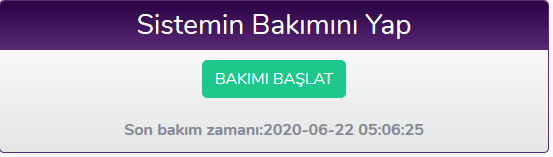 Sistemin Bakımını Yap
BAKIMI BAŞLAT
Son bakım zamanı:2020-06-22 05:06:25